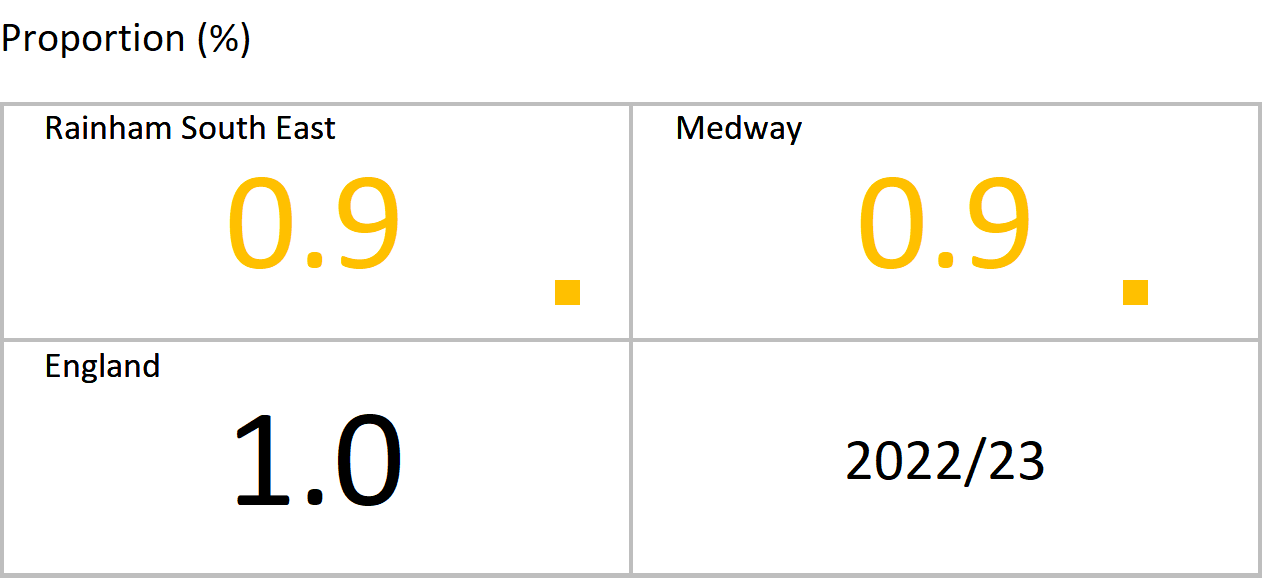 Proportion (%)
Rainham South East
0.9
Medway
0.9
England
1.0
2022/23